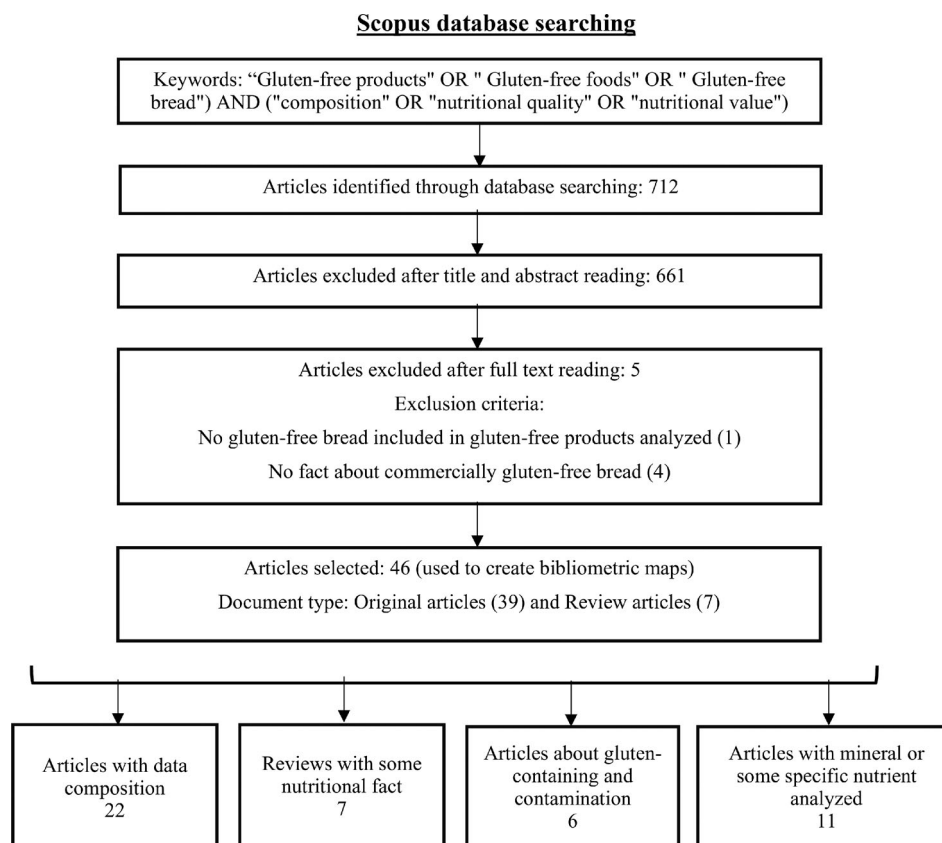 Scopus database searching
Keywords: “Gluten-free products" OR " Gluten-free foods" OR " Gluten-free
bread") AND ("composition" OR "nutritional quality" OR "nutritional value")
Articles identified through database searching: 712
Articles excluded after title and abstract reading: 661
Articles excluded after full text reading: 5
Exclusion criteria:
No gluten-free bread included in gluten-free products analyzed (1)
No fact about commercially gluten-free bread (4)
Articles selected: 46 (used to create bibliometric maps)
Document type: Original articles (39) and Review articles (7)
Articles with data
composition
22
Reviews with some
nutritional fact
7
Articles about gluten-
containing and
contamination
6
Articles with mineral or
some specific nutrient
analyzed
11